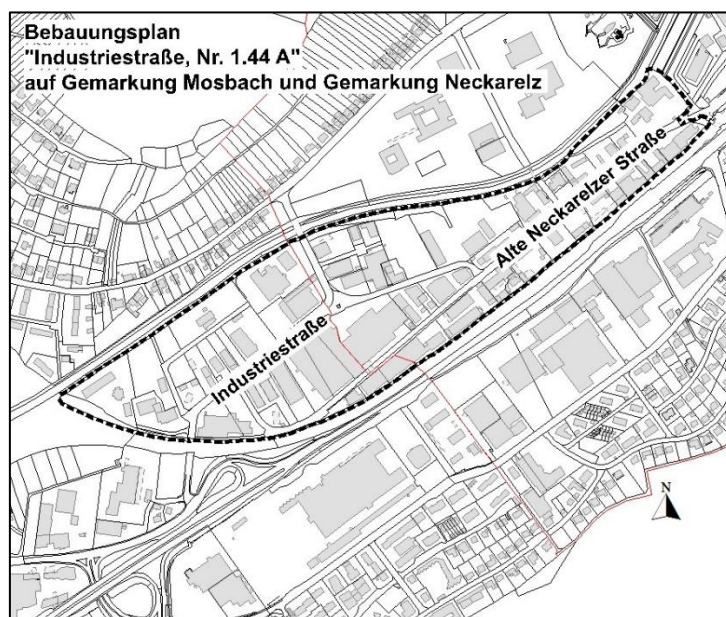 Bebauungsplan
"Industriestraße, Nr. 1.44 A"
auf Gemarkung Mosbach und Gemarkung Neckarelz
Alte Neckarelzer Straße
Industriestraße
N